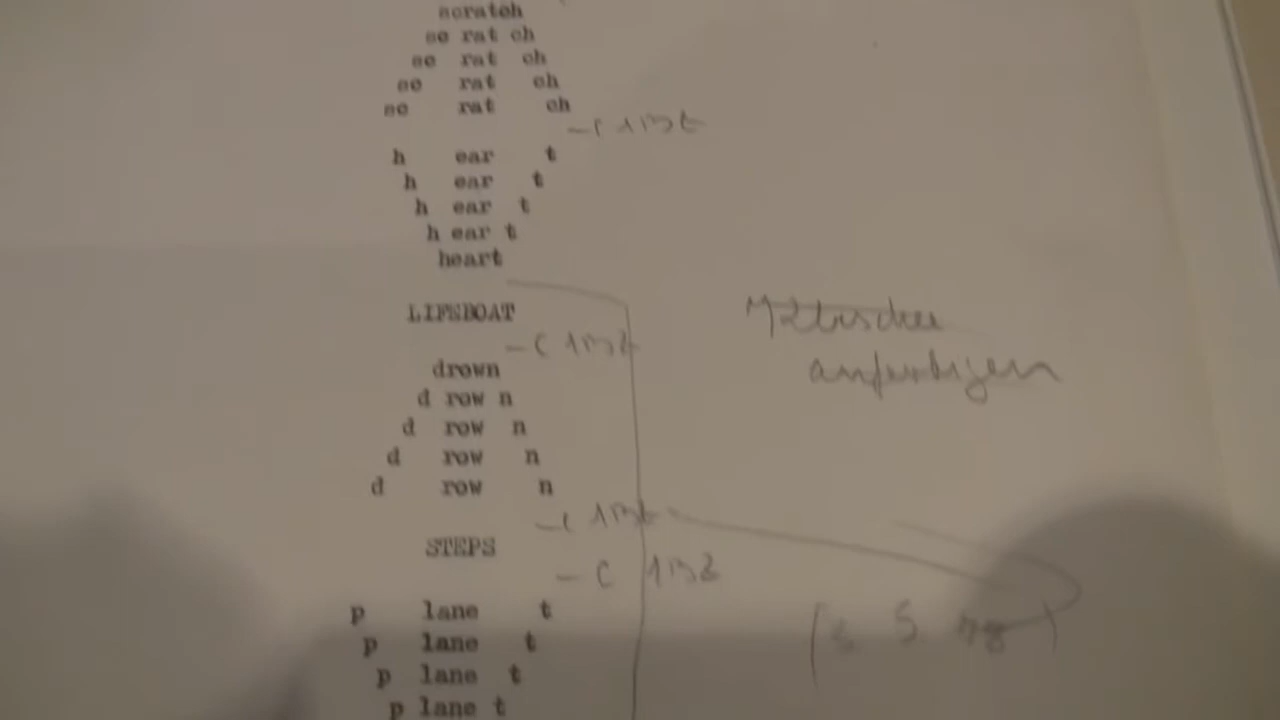 scratch
sc rat ch
sc rat ch
sc rat ch
sc rat ch
h ear t
h ear t
h ear t
h ear t
heart
LIFEBOAT
drown
d row n
d row n
d row n
d row n
STEPS
p lane t
p lane t
p lane t
p lane t
anfertigen